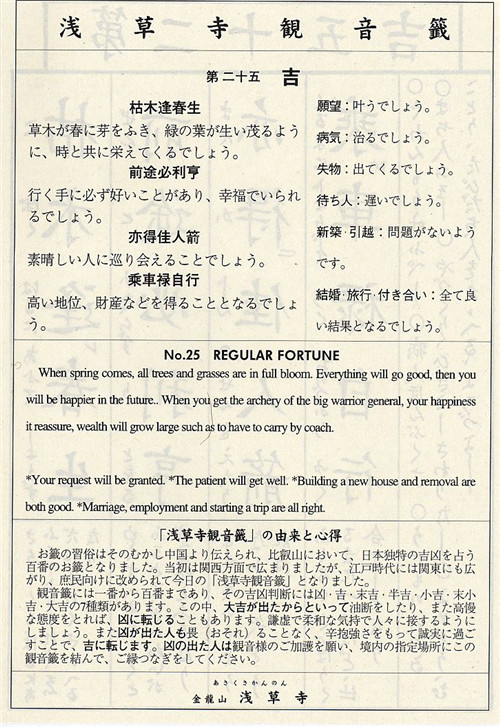 浅草寺観音籤
第二十五 吉
枯木逢春生
草木が春に芽をふき、緑の葉が生い茂るよう
に、時と共に栄えてくるでしょう。
前途必利亨
行く手に必ず好いことがあり、幸福でいられ
るでしょう。
亦得佳人箭
素晴しい人に巡り会えることでしょう。
乗車禄自行
高い地位、財産などを得ることとなるでしょ
う。
願望：叶うでしょう。
病気：治るでしょう。
失物：出てくるでしょう。
待ち人：遅いでしょう。
新築·引越：問題がないよう
です。
結婚·旅行·付き合い：全て良
い結果となるでしょう。
No.25 REGULAR FORTUNE
When spring comes, all trees and grasses are in full bloom. Everything will go good, then you
will be happier in the future.. When you get the archery of the big warrior general, your happiness
it reassure, wealth will grow large such as to have to carry by coach.
*Your request will be granted. *The patient will get well. *Building a new house and removal are
both good. *Marriage, employment and starting a trip are all right.
「浅草寺観音籤」の由来と心得
お籤の習俗はそのむかし中国より伝えられ、比叡山において、日本独特の吉凶を占う
百番のお籤となりました。当初は関西方面で広まりましたが、江戸時代には関東にも広
がり、庶民向けに改められて今日の「浅草寺観音籤」となりました。
観音籤には一番から百番まであり、その吉凶判断には凶·吉·末吉·半吉·小吉·末小
吉·大吉の7種類があります。この中、大吉が出たからといって油断をしたり、また高慢
な態度をとれば、凶に転じることもあります。謙虚で柔和な気持で人々に接するように
しましょう。また凶が出た人も畏（おそれ）ることなく、辛抱強さをもって誠実に過ご
すことで、吉に転じます。凶の出た人は観音様のご加護を願い、境内の指定場所にこの
観音籤を結んで、ご縁つなぎをしてください。
あさくさかんのん
金龍山 浅草寺